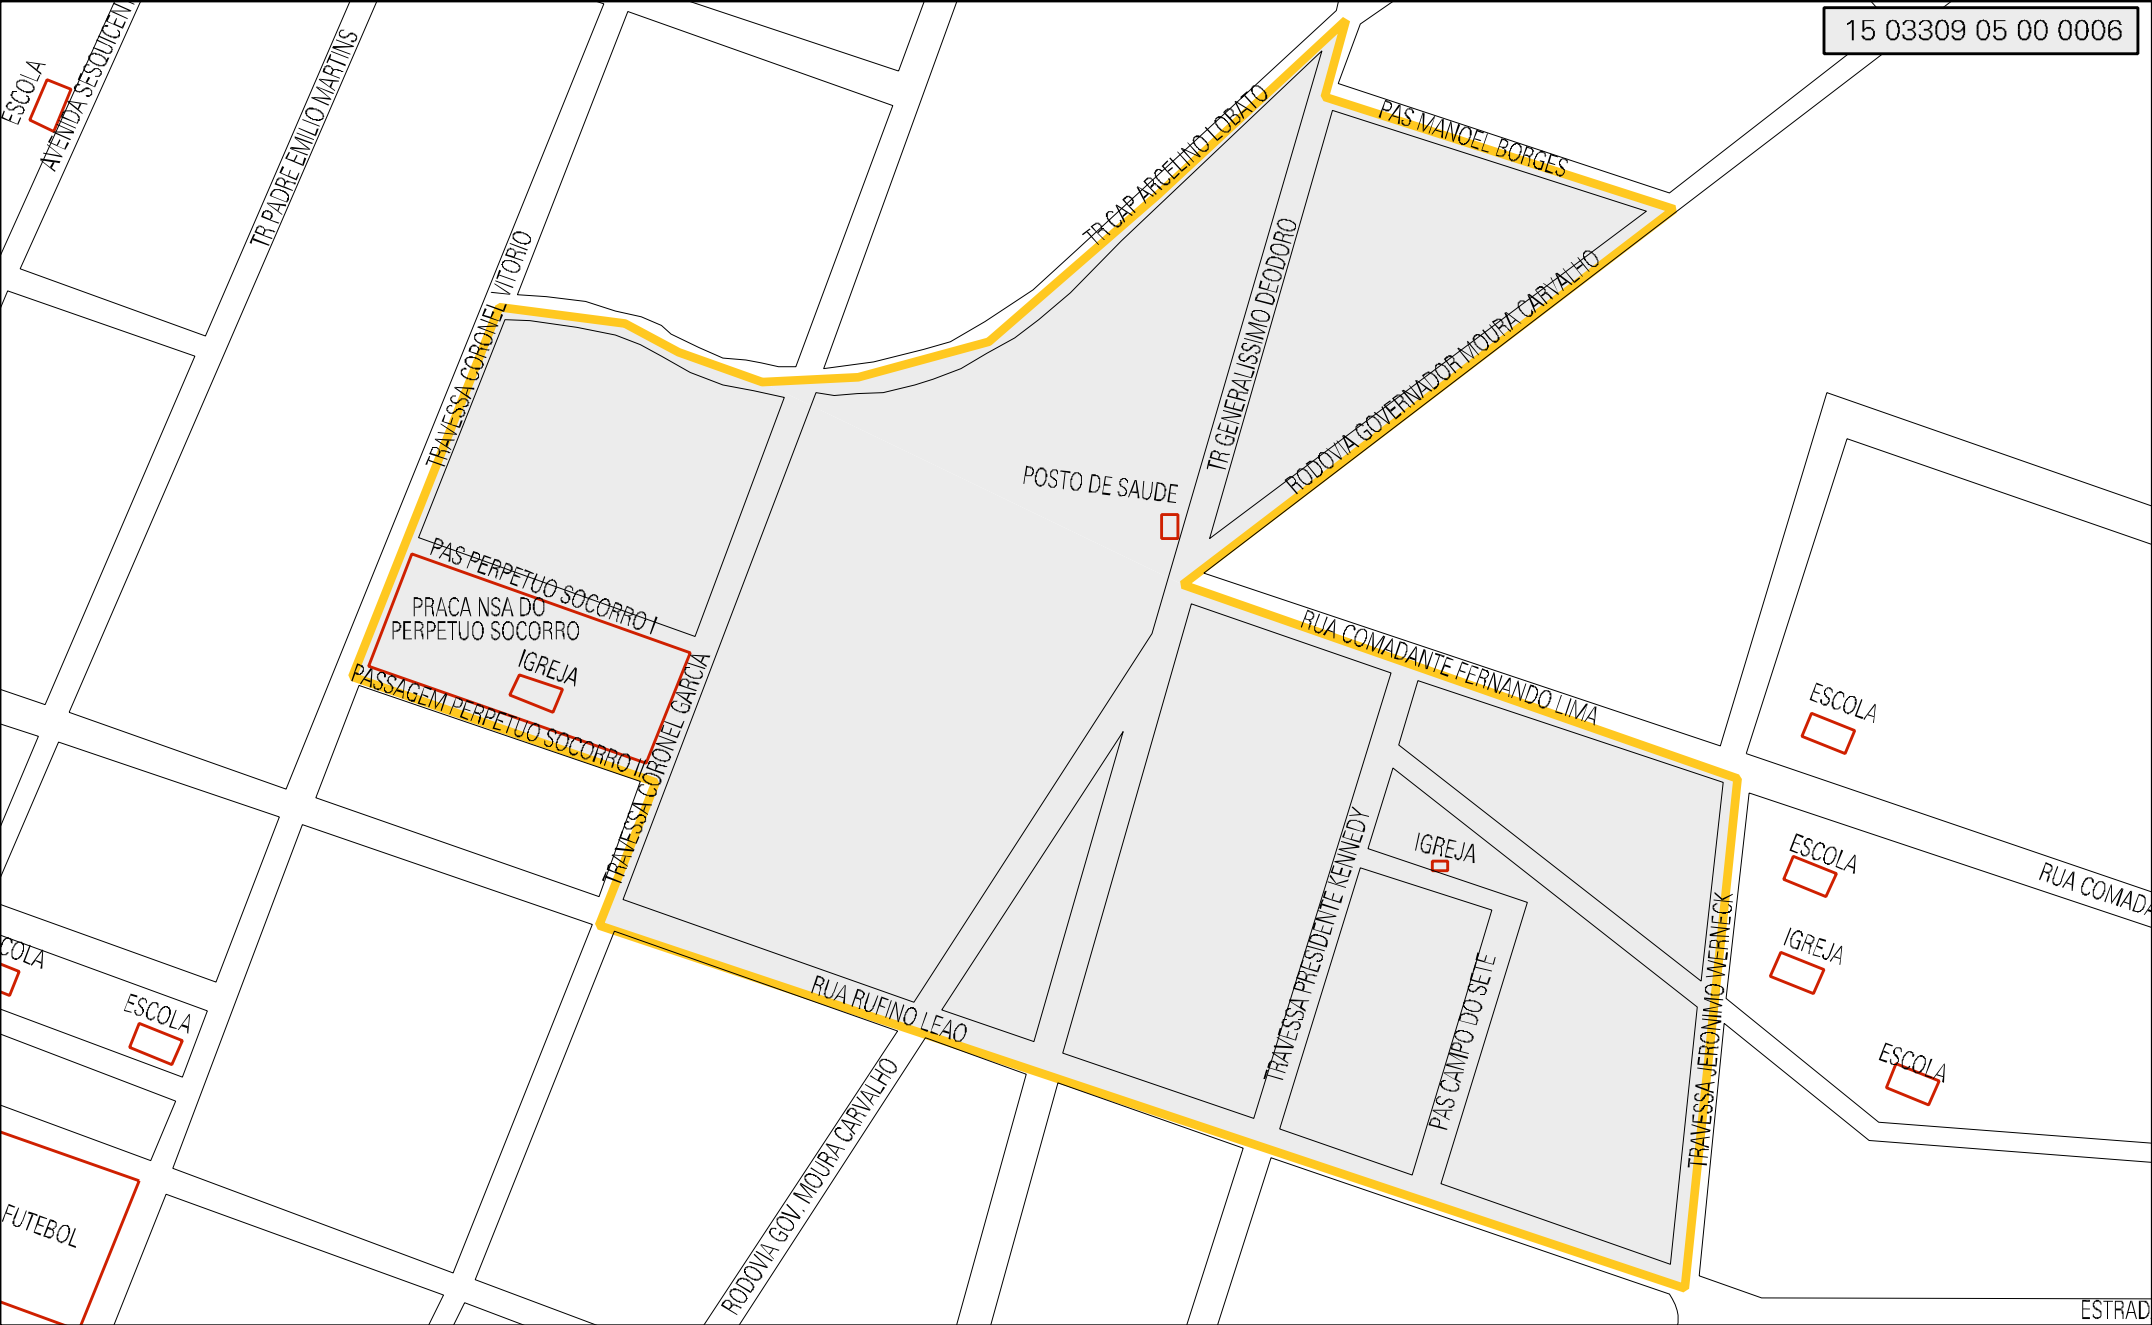 15 03309 05 00 0006
ESCOLA
TR PADRE EMILIO MARTINS
TR CAP ARCELINO LOBATO
PAS MANOEL BORGES
TRAVESSA CORONEL VITORIO
TR GENERALISSIMO DEODORO
RODOVIA GOVERNADOR MOURA CARVALHO
POSTO DE SAUDE
PAS PERPETUO SOCORRO I
PRACA NSA DO
PERPETUO SOCORRO
IGREJA
PASSAGEM PERPETUO SOCORRO II
TRAVESSA CORONEL GARCIA
RUA COMADANTE FERNANDO LIMA
ESCOLA
IGREJA
ESCOLA
RUA COMADA
TRAVESSA PRESIDENTE KENNEDY
TRAVESSA JERONIMO WERNECK
IGREJA
PAS CAMPO DO SETE
COLA
ESCOLA
RUA RUFINO LEAO
ESCOLA
RODOVIA GOV. MOURA CARVALHO
FUTEBOL
ESTRAD
AVENIDA SESQUICEN